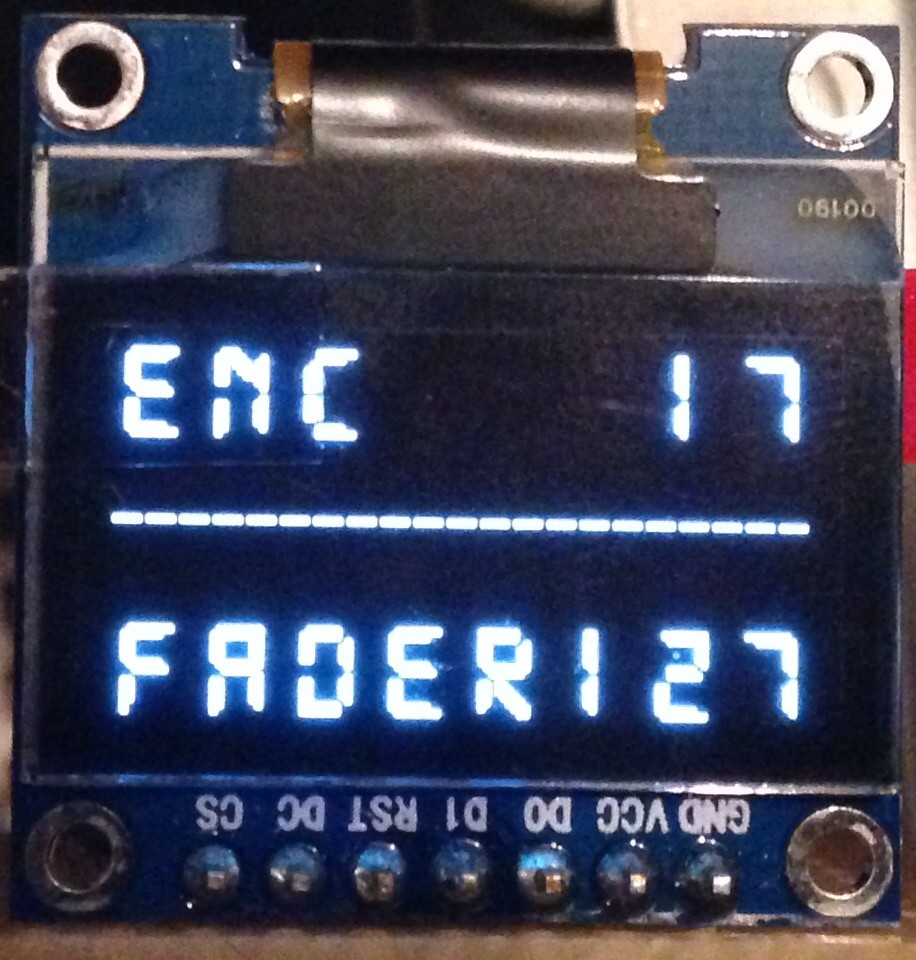 00190
ENC 17
---------------------
FADER127
CS DC RST D1 D0 VCC GND